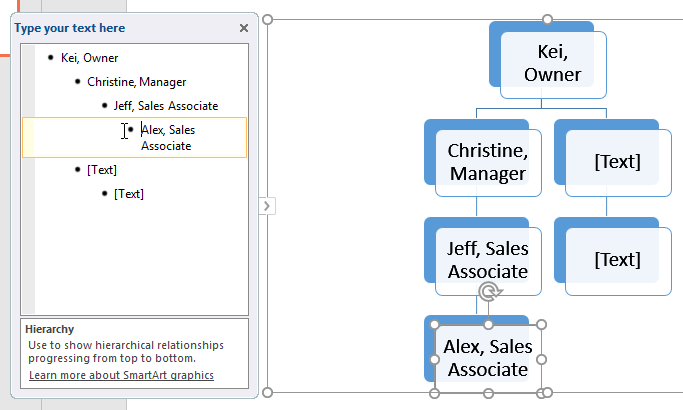 Type your text here
Kei, Owner
Christine, Manager
Jeff, Sales Associate
Alex, Sales
Associate
[Text]
[Text]
Hierarchy
Use to show hierarchical relationships
progressing from top to bottom.
Learn more about SmartArt graphics
Kei,
Owner
Christine,
Manager
[Text]
Jeff, Sales
Associate
[Text]
Alex, Sales
Associate